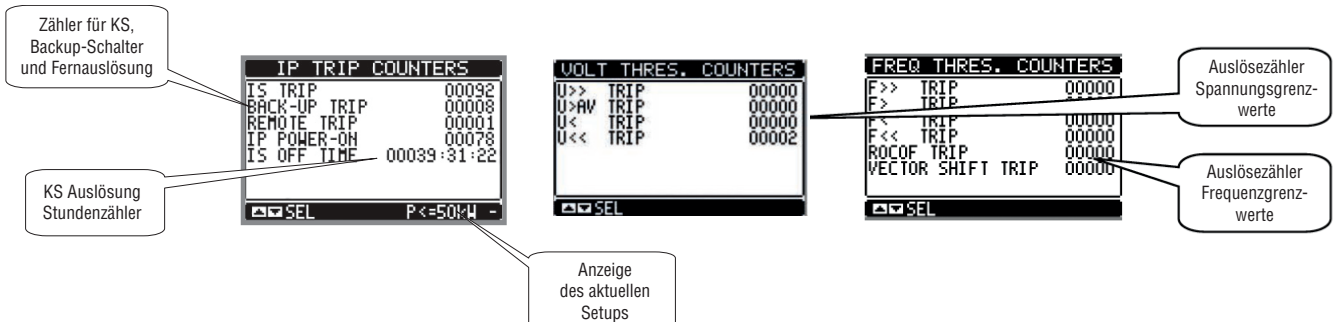 Zähler für KS,
Backup-Schalter
und Fernauslösung
IP TRIP COUNTERS
IS TRIP 00092
BACK-UP TRIP 00008
REMOTE TRIP 00001
IP POWER-ON 00078
IS OFF TIME 00039:31:22
SEL P<=50kW -
KS Auslösung
Stundenzähler
Anzeige
des aktuellen
Setups
VOLT THRES. COUNTERS
U>> TRIP 00000
U>AV TRIP 00000
U< TRIP 00000
U<< TRIP 00002
SEL
FREQ THRES. COUNTERS
F>> TRIP 00000
F> TRIP 00000
F< TRIP 00000
F<< TRIP 00000
ROCOF TRIP 00000
VECTOR SHIFT TRIP 00000
SEL
Auslösezähler
Spannungsgrenz-
werte
Auslösezähler
Frequenzgrenz-
werte